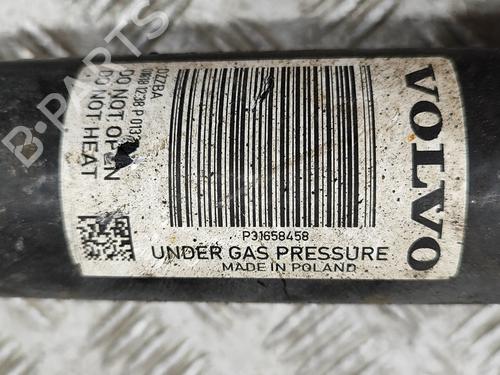 VOLVO
P31658458
UNDER GAS PRESSURE
MADE IN POLAND
DO NOT OPEN
DO NOT HEAT
B-PARTS